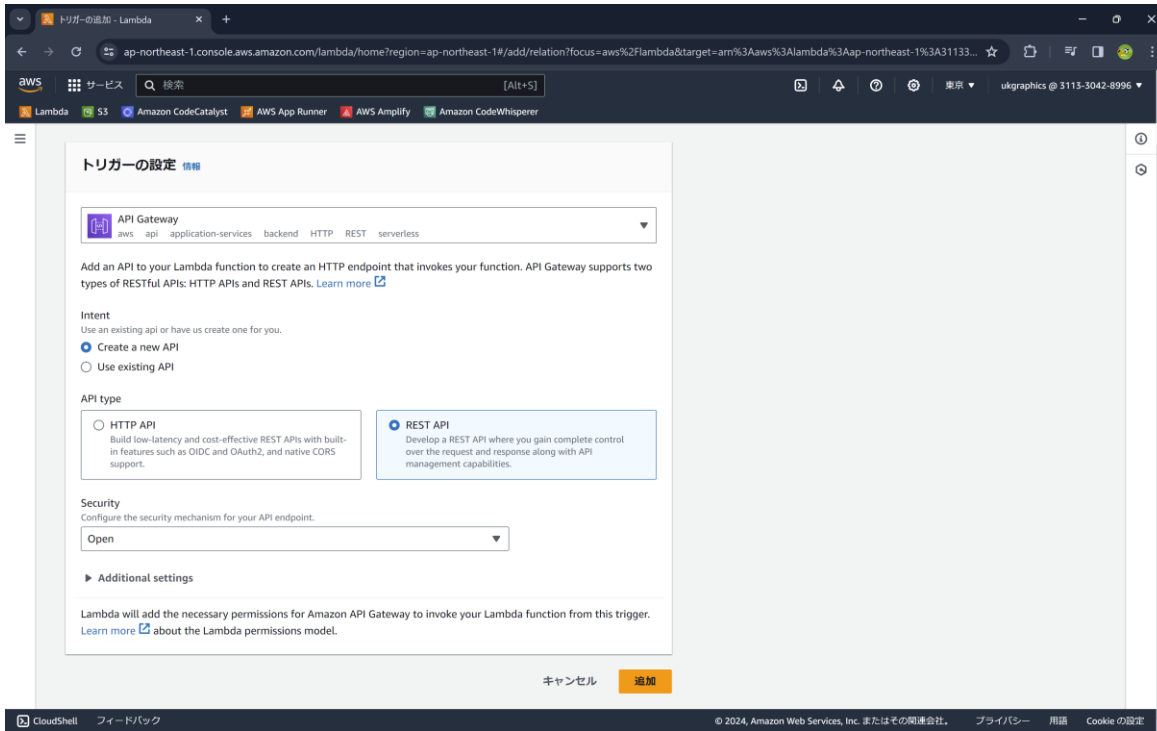 トリガーの追加 - Lambda
ap-northeast-1.console.aws.amazon.com/lambda/home?region=ap-northeast-1#/add/relation?focus=aws%2Flambda&target=arn%3Aaws%3Alambda%3Aap-northeast-1%3A31133...
aws サービス 検索 [Alt+S] 東京 ▼ ukgraphics @ 3113-3042-8996 ▼
Lambda S3 Amazon CodeCatalyst AWS App Runner AWS Amplify Amazon CodeWhisperer
トリガーの設定 情報
API Gateway
aws api application-services backend HTTP REST serverless
Add an API to your Lambda function to create an HTTP endpoint that invokes your function. API Gateway supports two
types of RESTful APIs: HTTP APIs and REST APIs. Learn more
Intent
Use an existing api or have us create one for you.
Create a new API
Use existing API
API type
HTTP API
Build low-latency and cost-effective REST APIs with built-
in features such as OIDC and OAuth2, and native CORS
support.
REST API
Develop a REST API where you gain complete control
over the request and response along with API
management capabilities.
Security
Configure the security mechanism for your API endpoint.
Open
Additional settings
Lambda will add the necessary permissions for Amazon API Gateway to invoke your Lambda function from this trigger.
Learn more about the Lambda permissions model.
キャンセル 追加
CloudShell フィードバック © 2024, Amazon Web Services, Inc. またはその関連会社。 プライバシー 用語 Cookie の設定